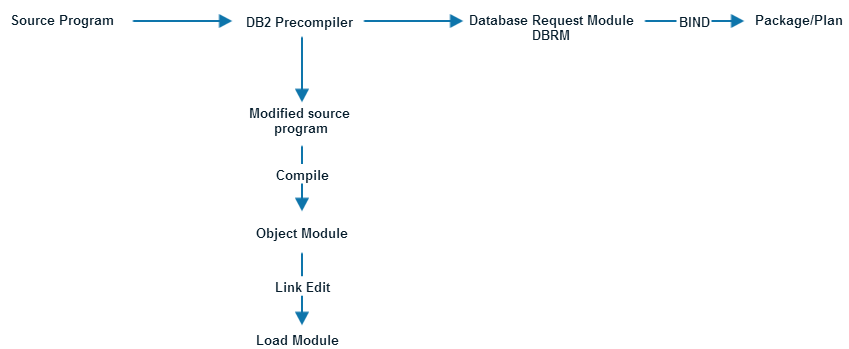 Source Program
DB2 Precompiler
Database Request Module
DBRM
BIND
Package/Plan
Modified source
program
Compile
Object Module
Link Edit
Load Module